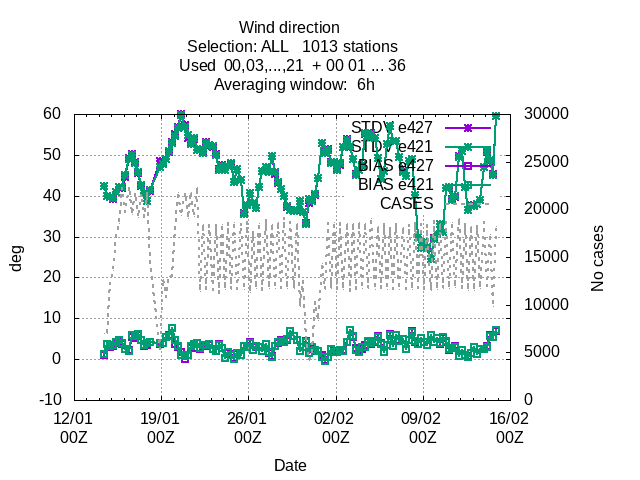 Wind direction
Selection: ALL   1013 stations
Used  00,03,...,21  + 00 01 ... 36
Averaging window:  6h
60
50
40
30
20
10
0
-10
deg
30000
25000
20000
15000
10000
5000
0
No cases
STDV e427
STDV e421
BIAS e427
BIAS e421
CASES
12/01 19/01 26/01 02/02 09/02 16/02
00Z 00Z 00Z 00Z 00Z 00Z
Date